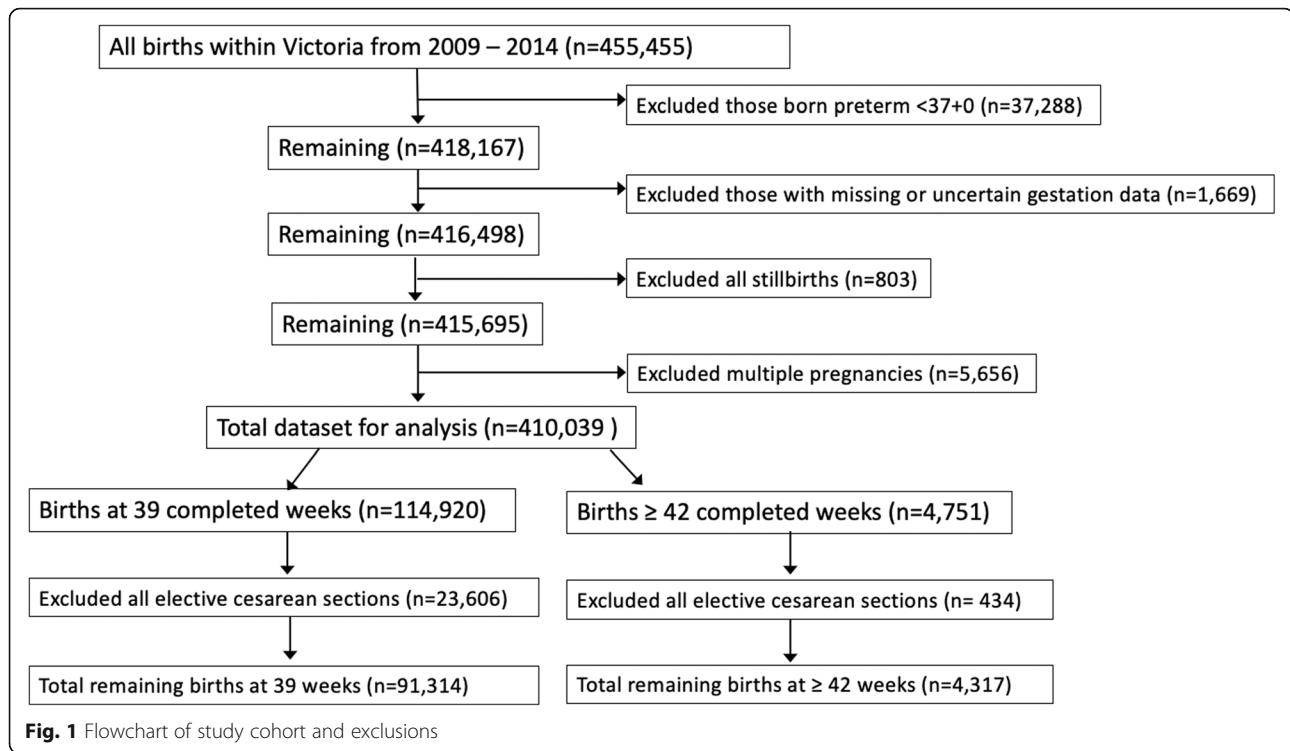 All births within Victoria from 2009 – 2014 (n=455,455)
Excluded those born preterm <37+0 (n=37,288)
Remaining (n=418,167)
Excluded those with missing or uncertain gestation data (n=1,669)
Remaining (n=416,498)
Excluded all stillbirths (n=803)
Remaining (n=415,695)
Excluded multiple pregnancies (n=5,656)
Total dataset for analysis (n=410,039 )
Births at 39 completed weeks (n=114,920)
Births ≥ 42 completed weeks (n=4,751)
Excluded all elective cesarean sections (n=23,606)
Excluded all elective cesarean sections (n= 434)
Total remaining births at 39 weeks (n=91,314)
Total remaining births at ≥ 42 weeks (n=4,317)
Fig. 1 Flowchart of study cohort and exclusions